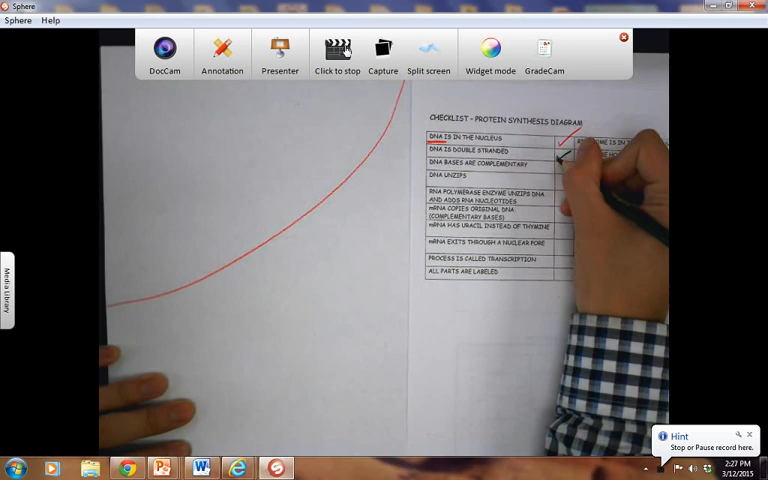 Sphere
Sphere Help
DocCam Annotation Presenter Click to stop Capture Split screen Widget mode GradeCam
CHECKLIST - PROTEIN SYNTHESIS DIAGRAM
DNA IS IN THE NUCLEUS
DNA IS DOUBLE STRANDED
DNA BASES ARE COMPLEMENTARY
DNA UNZIPS
RNA POLYMERASE ENZYME UNZIPS DNA
AND ADDS RNA NUCLEOTIDES
mRNA COPIES ORIGINAL DNA
(COMPLEMENTARY BASES)
mRNA HAS URACIL INSTEAD OF THYMINE
mRNA EXITS THROUGH A NUCLEAR PORE
PROCESS IS CALLED TRANSCRIPTION
ALL PARTS ARE LABELED
Media Library
Hint
Stop or Pause record here.
2:27 PM
3/12/2015